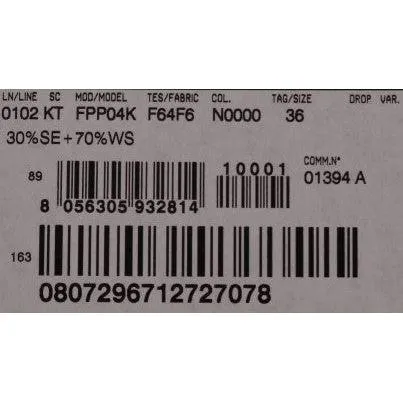 LN/LINE SC MOD/MODEL TES/FABRIC COL. TAG/SIZE DROP VAR.
0102 KT FPP04K F64F6 N0000 36
30%SE+70%WS
10001 COMM.N°
89 01394 A
8 056305 932814
163
0807296712727078